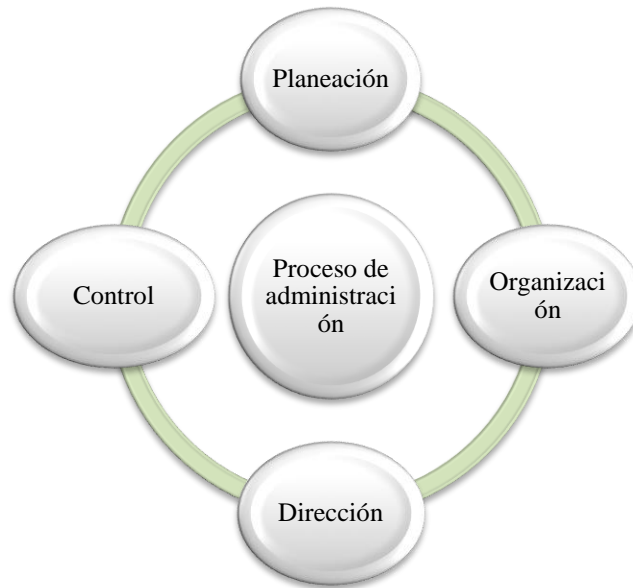 Planeación
Control
Proceso de
administraci
ón
Organizaci
ón
Dirección